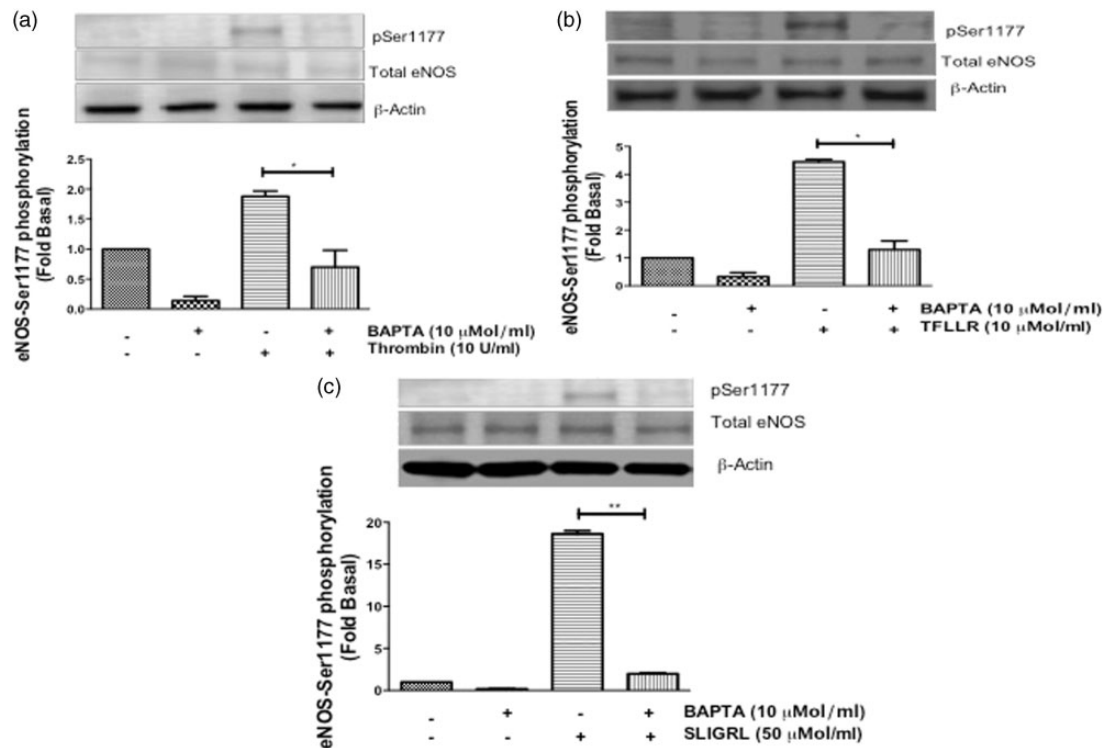 (a)
pSer1177
Total eNOS
β-Actin
eNOS-Ser1177 phosphorylation
(Fold Basal)
2.5
2.0
1.5
1.0
0.5
0.0
*
- + - + BAPTA (10 μMol/ml)
- - + + Thrombin (10 U/ml)
(b)
pSer1177
Total eNOS
β-Actin
eNOS-Ser1177 phosphorylation
(Fold Basal)
5
4
3
2
1
0
*
- + - + BAPTA (10 μMol/ml)
- - + + TFLLR (10 μMol/ml)
(c)
pSer1177
Total eNOS
β-Actin
eNOS-Ser1177 phosphorylation
(Fold Basal)
20
15
10
5
0
**
- + - + BAPTA (10 μMol/ml)
- - + + SLIGRL (50 μMol/ml)